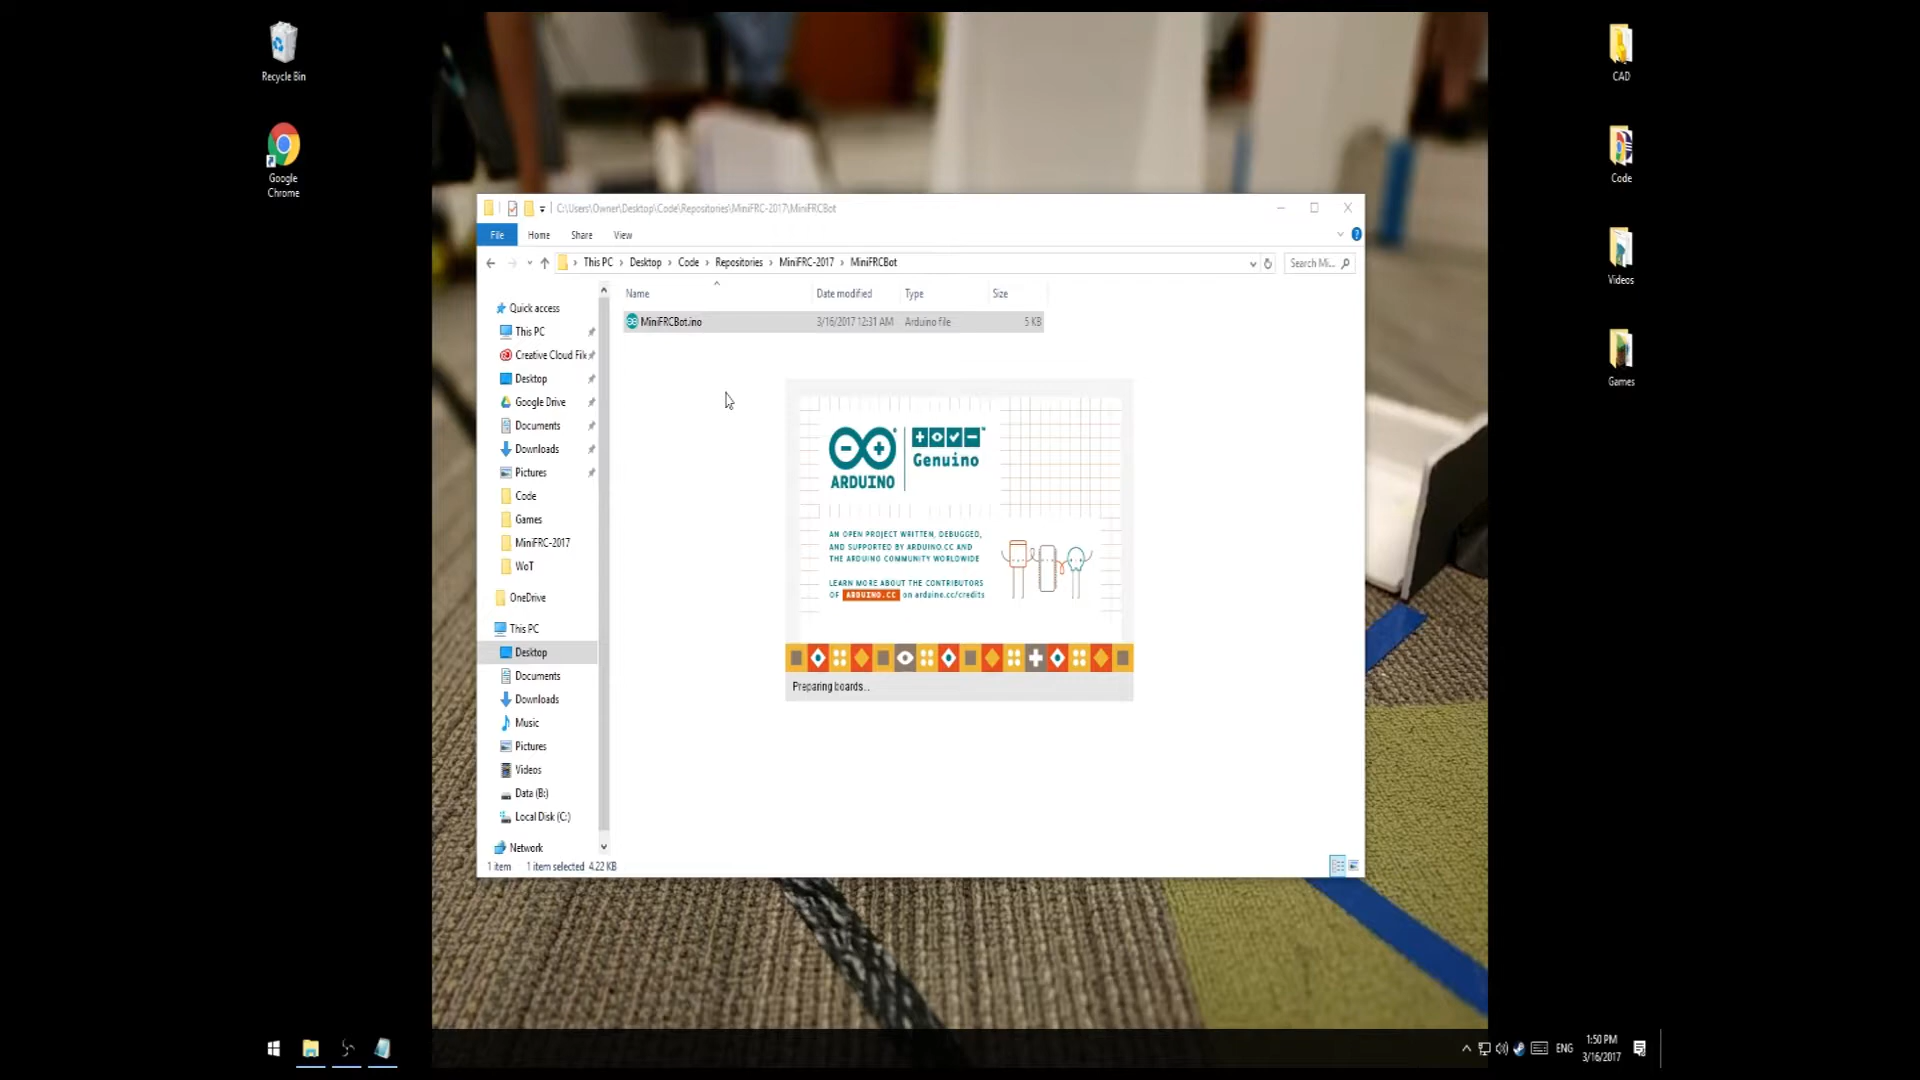 Recycle Bin
Google
Chrome
CAD
Code
Videos
Games
C:\Users\Owner\Desktop\Code\Repositories\MiniFRC-2017\MiniFRCBot
File Home Share View
This PC > Desktop > Code > Repositories > MiniFRC-2017 > MiniFRCBot
Search Mi...
Name Date modified Type Size
MiniFRCBot.ino 3/16/2017 12:31 AM Arduino file 5 KB
Quick access
This PC
Creative Cloud Fil
Desktop
Google Drive
Documents
Downloads
Pictures
Code
Games
MiniFRC-2017
WoT
OneDrive
This PC
Desktop
Documents
Downloads
Music
Pictures
Videos
Data (B:)
Local Disk (C:)
Network
1 item 1 item selected 4.22 KB
ARDUINO
Genuino
AN OPEN PROJECT WRITTEN, DEBUGGED,
AND SUPPORTED BY ARDUINO.CC AND
THE ARDUINO COMMUNITY WORLDWIDE
LEARN MORE ABOUT THE CONTRIBUTORS
OF ARDUINO.CC on arduino.cc/credits
Preparing boards...
ENG
1:50 PM
3/16/2017